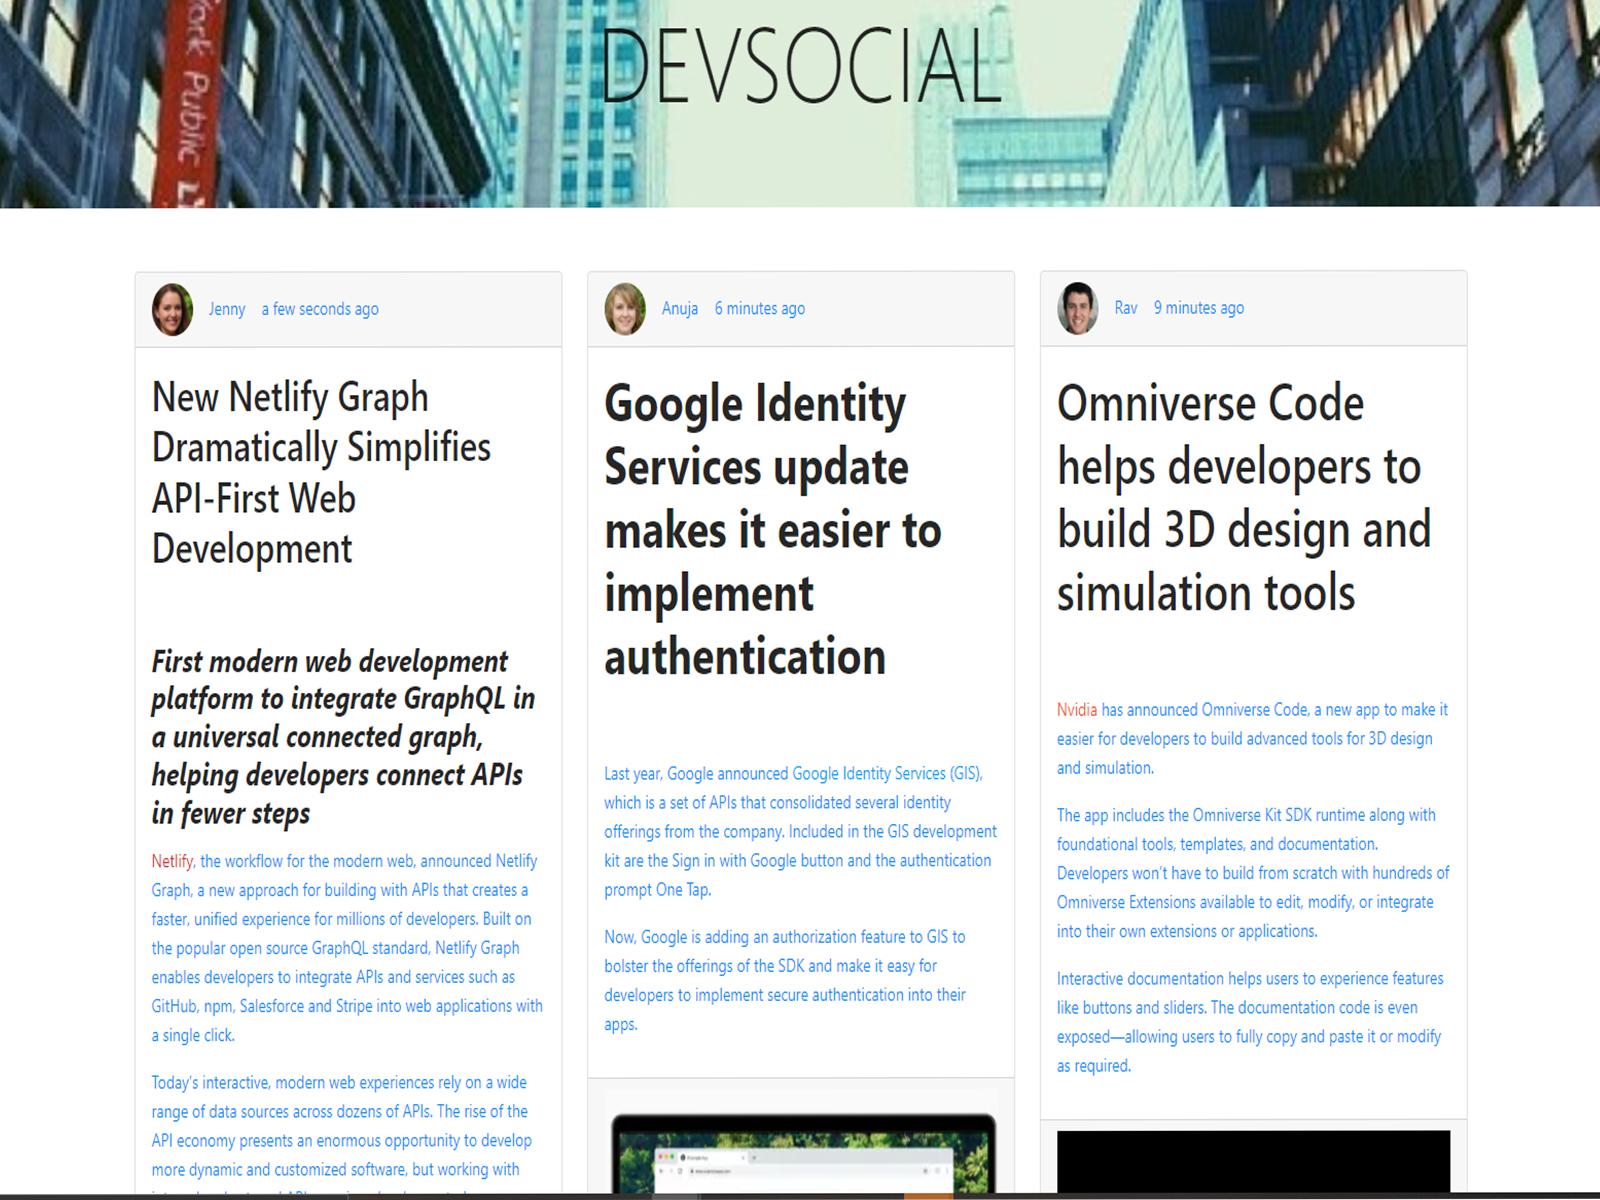 York Public
DEVSOCIAL
Jenny a few seconds ago
New Netlify Graph
Dramatically Simplifies
API-First Web
Development
First modern web development
platform to integrate GraphQL in
a universal connected graph,
helping developers connect APIs
in fewer steps
Netlify, the workflow for the modern web, announced Netlify
Graph, a new approach for building with APIs that creates a
faster, unified experience for millions of developers. Built on
the popular open source GraphQL standard, Netlify Graph
enables developers to integrate APIs and services such as
GitHub, npm, Salesforce and Stripe into web applications with
a single click.
Today's interactive, modern web experiences rely on a wide
range of data sources across dozens of APIs. The rise of the
API economy presents an enormous opportunity to develop
more dynamic and customized software, but working with
Anuja 6 minutes ago
Google Identity
Services update
makes it easier to
implement
authentication
Last year, Google announced Google Identity Services (GIS),
which is a set of APIs that consolidated several identity
offerings from the company. Included in the GIS development
kit are the Sign in with Google button and the authentication
prompt One Tap.
Now, Google is adding an authorization feature to GIS to
bolster the offerings of the SDK and make it easy for
developers to implement secure authentication into their
apps.
Rav 9 minutes ago
Omniverse Code
helps developers to
build 3D design and
simulation tools
Nvidia has announced Omniverse Code, a new app to make it
easier for developers to build advanced tools for 3D design
and simulation.
The app includes the Omniverse Kit SDK runtime along with
foundational tools, templates, and documentation.
Developers won't have to build from scratch with hundreds of
Omniverse Extensions available to edit, modify, or integrate
into their own extensions or applications.
Interactive documentation helps users to experience features
like buttons and sliders. The documentation code is even
exposed—allowing users to fully copy and paste it or modify
as required.